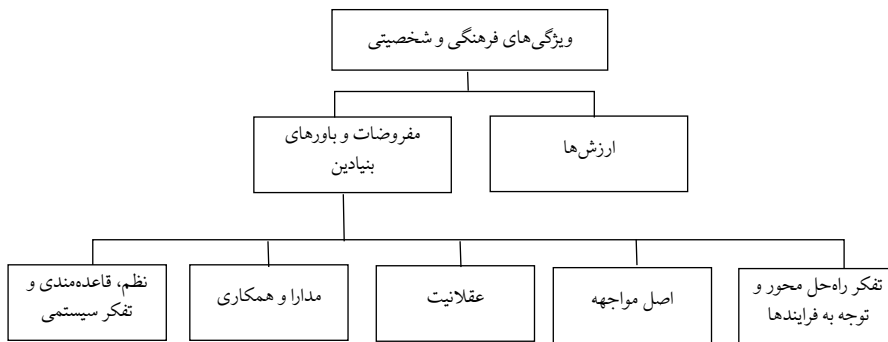 ویژگی‌های فرهنگی و شخصیتی
ارزش‌ها
مفروضات و باورهای
بنیادین
تفکر راه‌حل محور و
توجه به فرایندها
اصل مواجهه
عقلانیت
مدارا و همکاری
نظم، قاعده‌مندی و
تفکر سیستمی